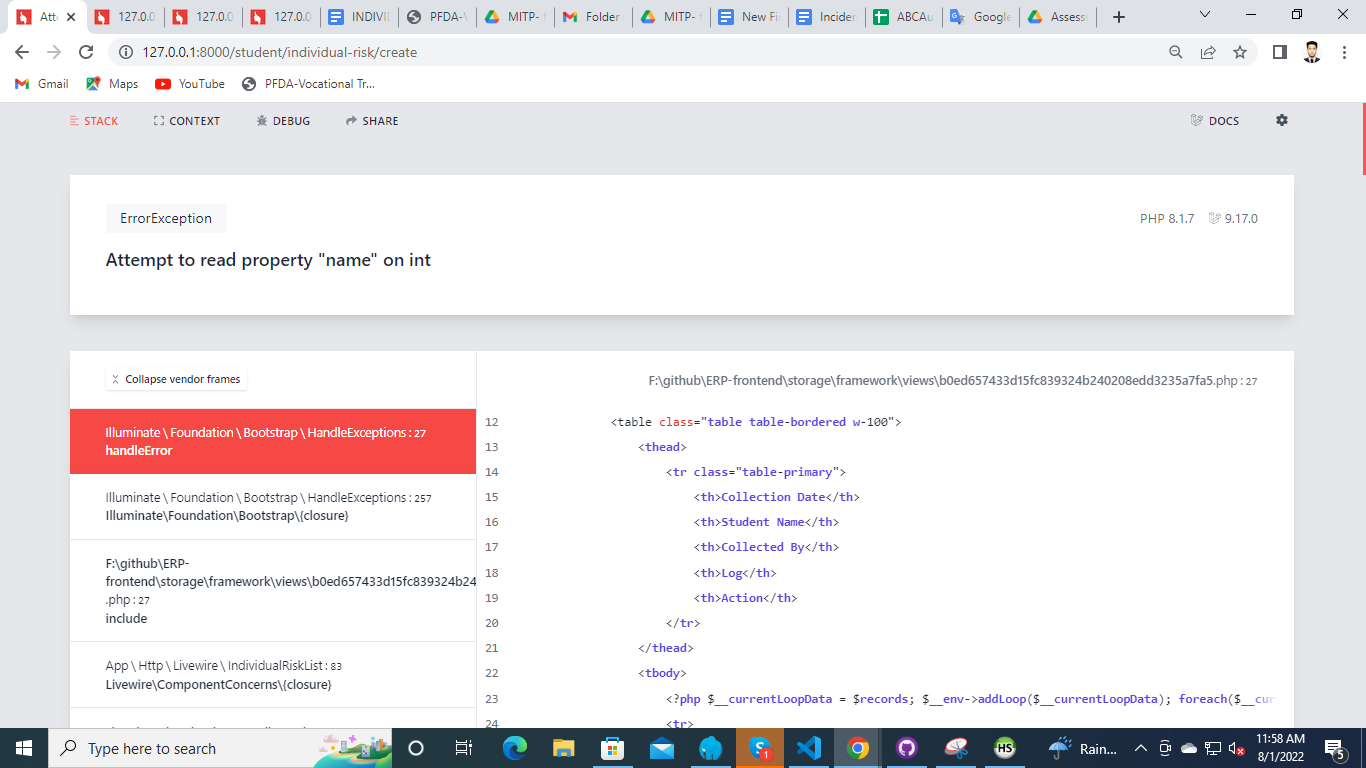 Atte
127.0.0
127.0.0
127.0.0
INDIVID
PFDA-V
MITP- f
Folder
MITP- f
New Fi
Inciden
ABCAu
Google
Assess
127.0.0.1:8000/student/individual-risk/create
Gmail
Maps
YouTube
PFDA-Vocational Tr...
STACK
CONTEXT
DEBUG
SHARE
DOCS
ErrorException
PHP 8.1.7
9.17.0
Attempt to read property "name" on int
Collapse vendor frames
Illuminate \ Foundation \ Bootstrap \ HandleExceptions : 27
handleError
Illuminate \ Foundation \ Bootstrap \ HandleExceptions : 257
Illuminate\Foundation\Bootstrap\{closure}
F:\github\ERP-
frontend\storage\framework\views\b0ed657433d15fc839324b24
.php : 27
include
App \ Http \ Livewire \ IndividualRiskList : 83
Livewire\ComponentConcerns\{closure}
F:\github\ERP-frontend\storage\framework\views\b0ed657433d15fc839324b240208edd3235a7fa5.php : 27
12 <table class="table table-bordered w-100">
13 <thead>
14 <tr class="table-primary">
15 <th>Collection Date</th>
16 <th>Student Name</th>
17 <th>Collected By</th>
18 <th>Log</th>
19 <th>Action</th>
20 </tr>
21 </thead>
22 <tbody>
23 <?php $__currentLoopData = $records; $__env->addLoop($__currentLoopData); foreach($__cur
24 <tr>
Type here to search
1
HS
Rain...
11:58 AM
8/1/2022
5